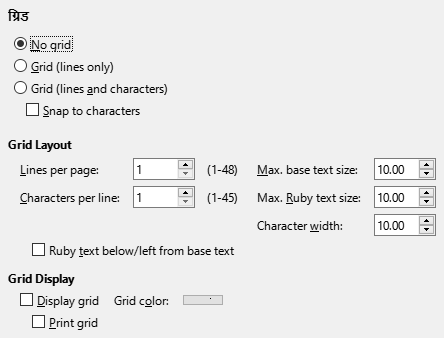 ग्रिड
No grid
Grid (lines only)
Grid (lines and characters)
Snap to characters
Grid Layout
Lines per page: 1 (1-48) Max. base text size: 10.00
Characters per line: 1 (1-45) Max. Ruby text size: 10.00
Character width: 10.00
Ruby text below/left from base text
Grid Display
Display grid Grid color:
Print grid